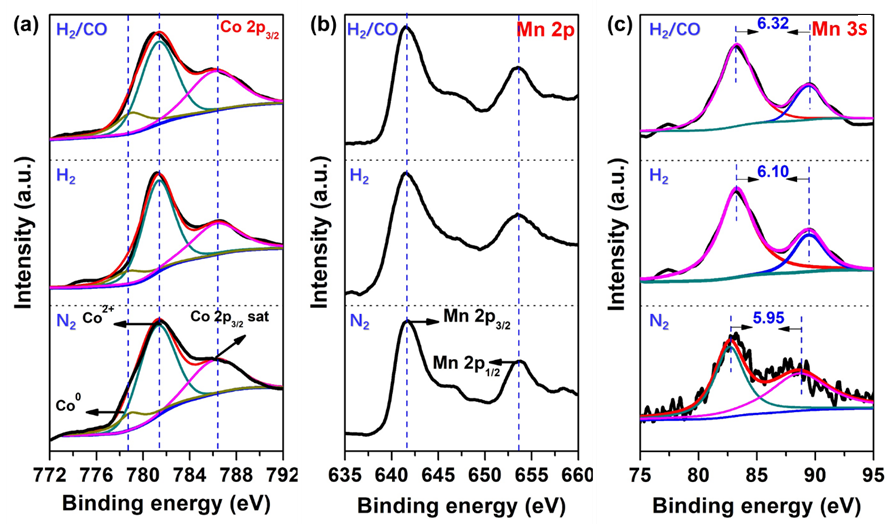 (a) H₂/CO Co 2p₃/₂
H₂
N₂
Co²⁺
Co 2p₃/₂ sat
Co⁰
Intensity (a.u.)
772 776 780 784 788 792
Binding energy (eV)
(b) H₂/CO Mn 2p
H₂
N₂
Mn 2p₃/₂
Mn 2p₁/₂
Intensity (a.u.)
635 640 645 650 655 660
Binding energy (eV)
(c) H₂/CO 6.32 Mn 3s
H₂ 6.10
N₂ 5.95
Intensity (a.u.)
75 80 85 90 95
Binding energy (eV)